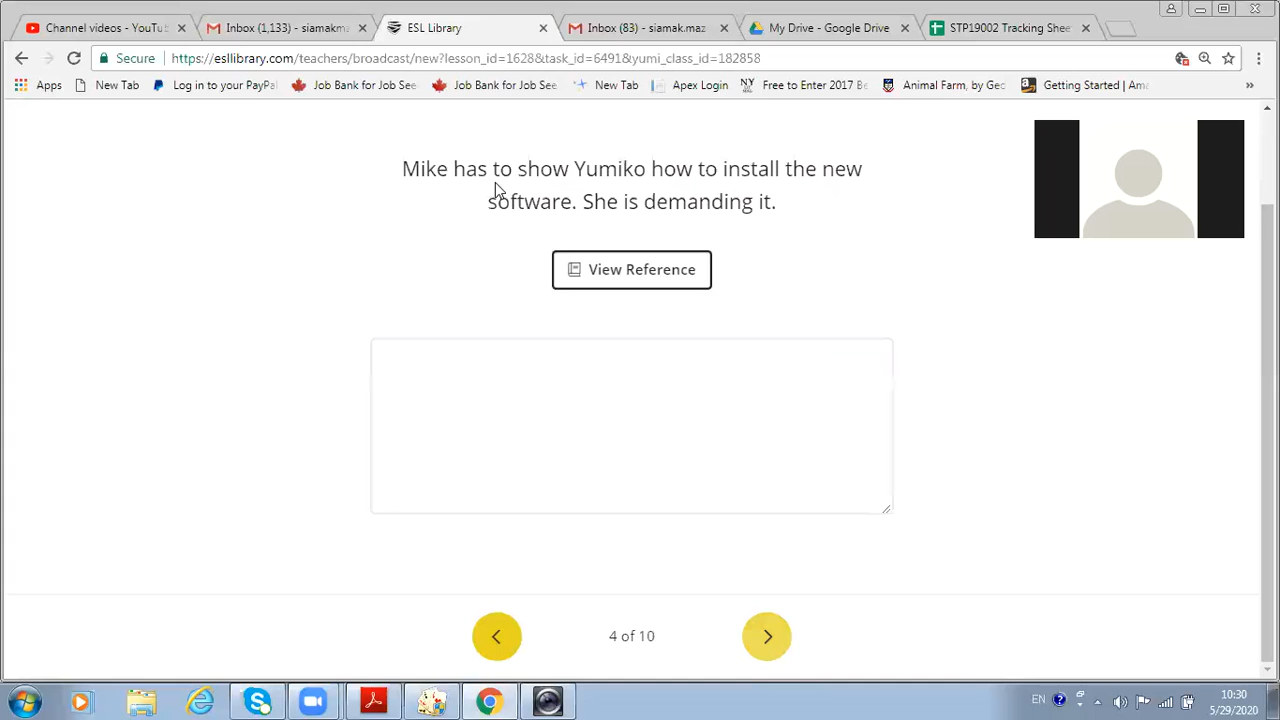 Channel videos - YouTu
Inbox (1,133) - siamakm
ESL Library
Inbox (83) - siamak.maz
My Drive - Google Drive
STP19002 Tracking Shee
Secure
https://esllibrary.com/teachers/broadcast/new?lesson_id=1628&task_id=6491&yumi_class_id=182858
Apps
New Tab
Log in to your PayPal
Job Bank for Job See
Job Bank for Job See
New Tab
Apex Login
Free to Enter 2017 Be
Animal Farm, by Geo
Getting Started | Ama
Mike has to show Yumiko how to install the new
software. She is demanding it.
View Reference
4 of 10
EN
10:30
5/29/2020